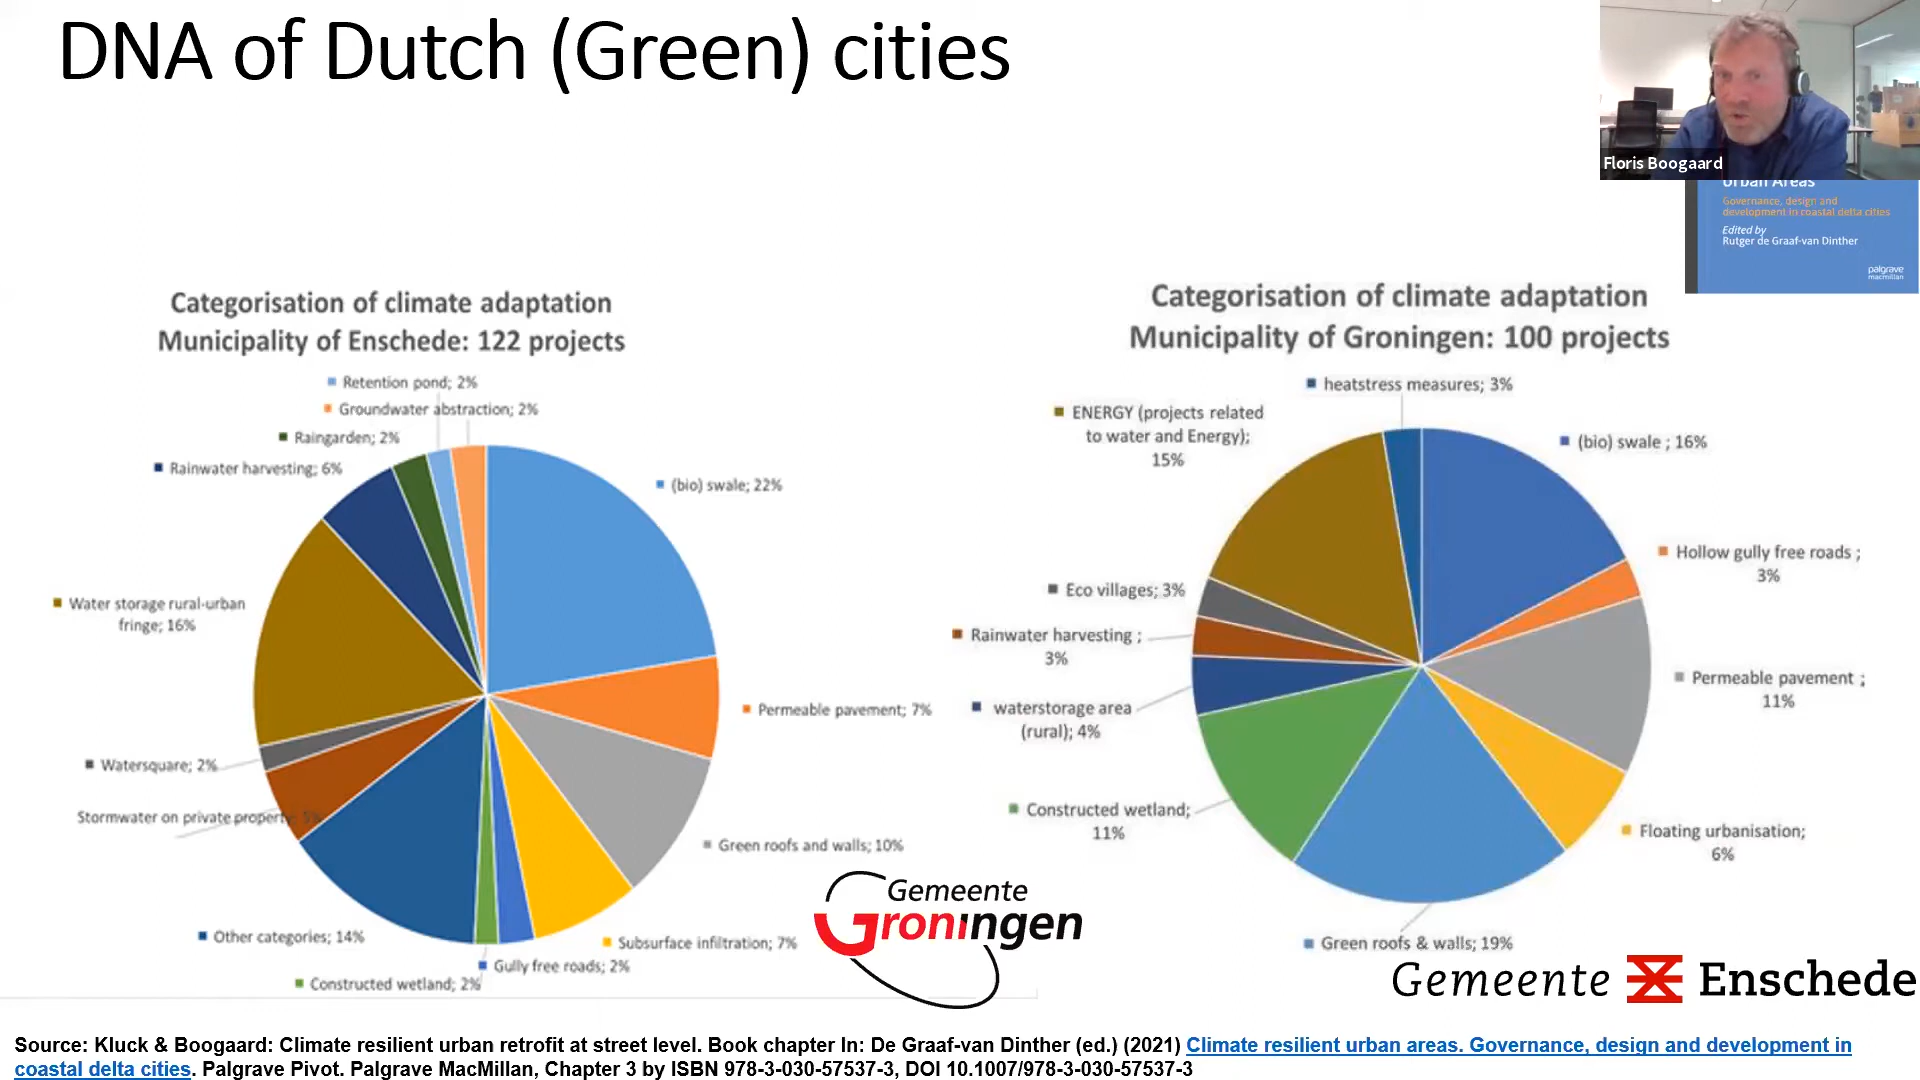 DNA of Dutch (Green) cities
Floris Boogaard
Urban Areas
Governance, design and
development in coastal delta cities
Edited by
Rutger de Graaf-van Dinther
palgrave
macmillan
Categorisation of climate adaptation
Municipality of Enschede: 122 projects
Retention pond; 2%
Groundwater abstraction; 2%
Raingarden; 2%
Rainwater harvesting; 6%
(bio) swale; 22%
Water storage rural-urban
fringe; 16%
Permeable pavement; 7%
Watersquare; 2%
Stormwater on private property; 5%
Green roofs and walls; 10%
Other categories; 14%
Subsurface infiltration; 7%
Gully free roads; 2%
Constructed wetland; 2%
Categorisation of climate adaptation
Municipality of Groningen: 100 projects
heatstress measures; 3%
ENERGY (projects related
to water and Energy);
15%
(bio) swale ; 16%
Hollow gully free roads ;
3%
Eco villages; 3%
Rainwater harvesting ;
3%
Permeable pavement ;
11%
waterstorage area
(rural); 4%
Constructed wetland;
11%
Floating urbanisation;
6%
Green roofs & walls; 19%
Gemeente
Groningen
Gemeente Enschede
Source: Kluck & Boogaard: Climate resilient urban retrofit at street level. Book chapter In: De Graaf-van Dinther (ed.) (2021) Climate resilient urban areas. Governance, design and development in
coastal delta cities. Palgrave Pivot. Palgrave MacMillan, Chapter 3 by ISBN 978-3-030-57537-3, DOI 10.1007/978-3-030-57537-3